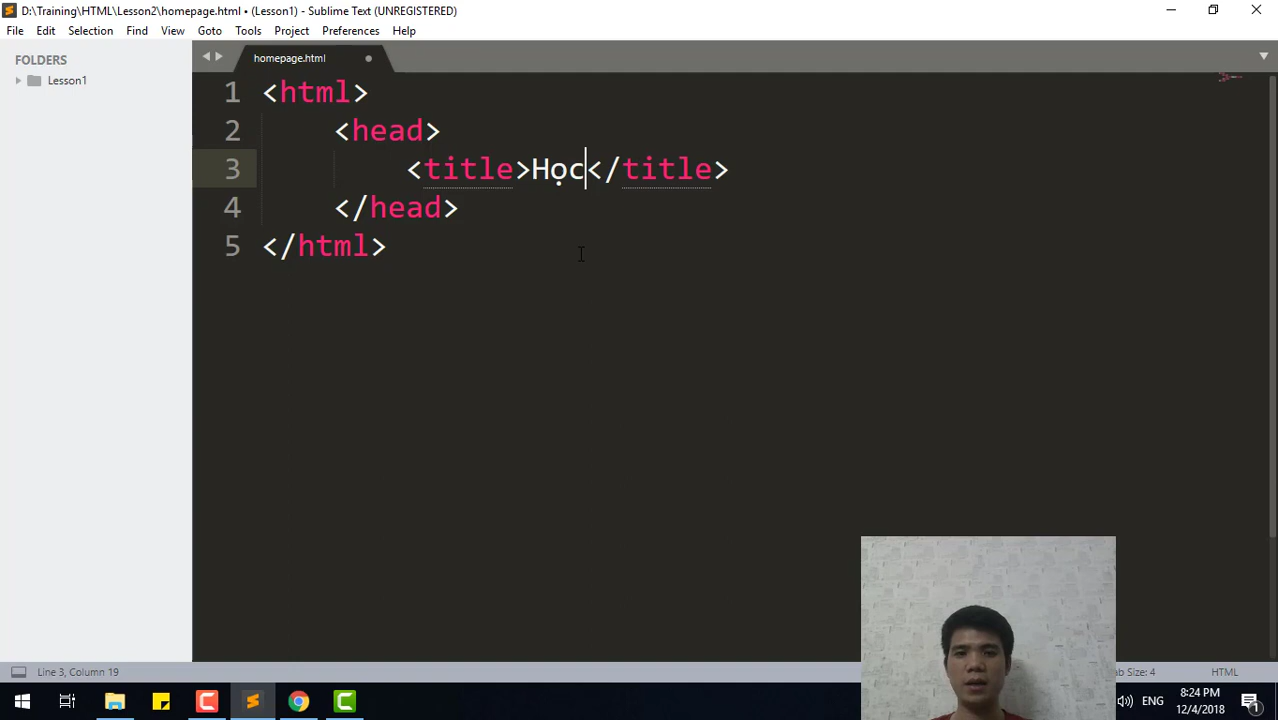 D:\Training\HTML\Lesson2\homepage.html • (Lesson1) - Sublime Text (UNREGISTERED)
File Edit Selection Find View Goto Tools Project Preferences Help
FOLDERS
Lesson1
homepage.html
1 <html>
2 <head>
3 <title>Học</title>
4 </head>
5 </html>
Line 3, Column 19
Tab Size: 4
HTML
ENG
8:24 PM
12/4/2018
1